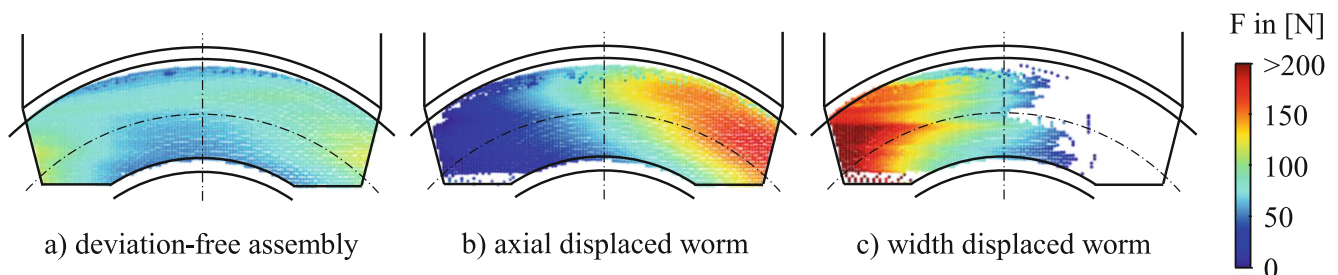 F in [N]
>200
150
100
50
0
a) deviation-free assembly
b) axial displaced worm
c) width displaced worm